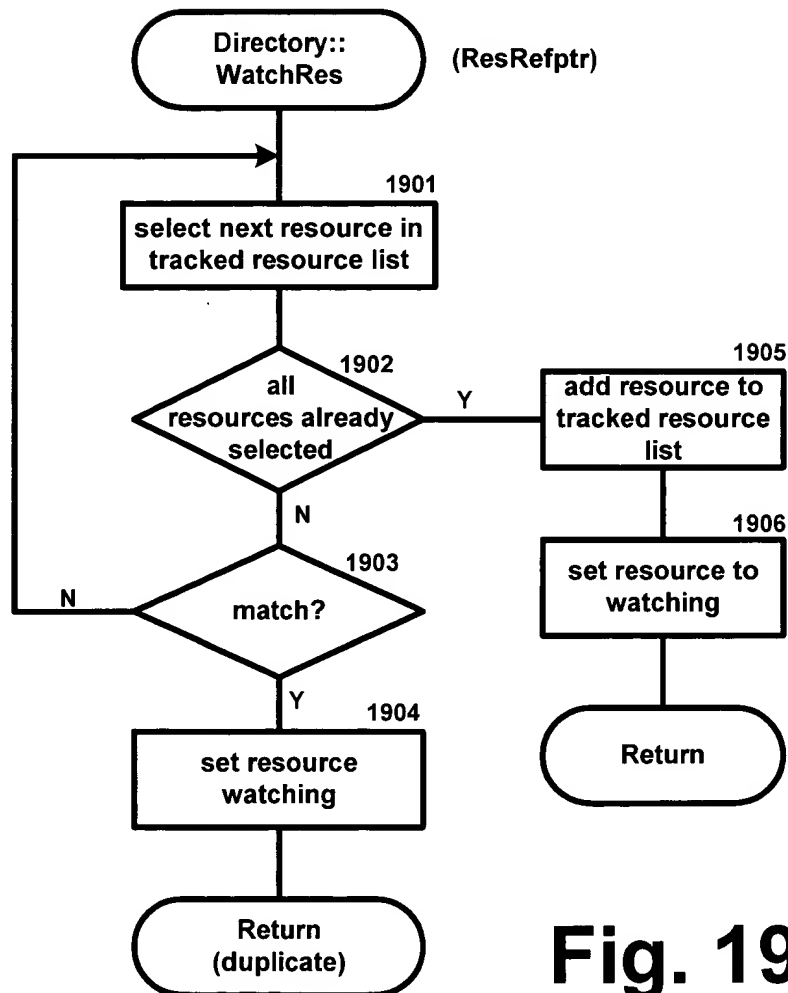 Directory::
WatchRes
(ResRefptr)
1901
select next resource in
tracked resource list
1902
all
resources already
selected
Y
1905
add resource to
tracked resource
list
N
1906
set resource to
watching
1903
match?
N
Y
Return
1904
set resource
watching
Return
(duplicate)
Fig. 19